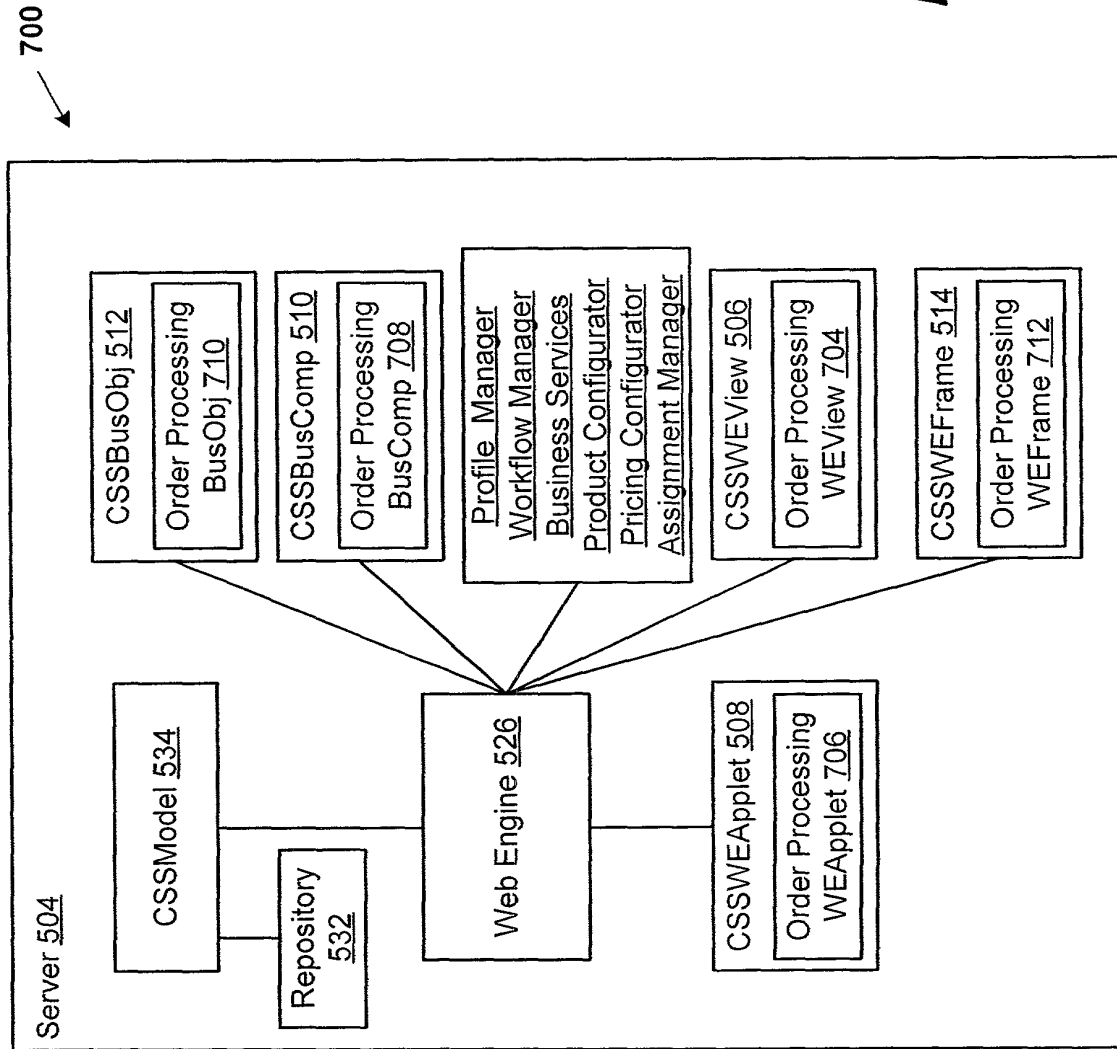 700
Server 504
CSSModel 534
Repository
532
Web Engine 526
CSSWEApplet 508
Order Processing
WEApplet 706
CSSBusObj 512
Order Processing
BusObj 710
CSSBusComp 510
Order Processing
BusComp 708
Profile Manager
Workflow Manager
Business Services
Product Configurator
Pricing Configurator
Assignment Manager
CSSWEView 506
Order Processing
WEView 704
CSSWEFrame 514
Order Processing
WEFrame 712